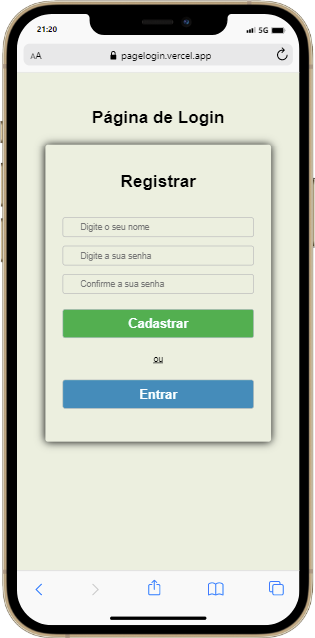 21:20
5G
AA
pagelogin.vercel.app
Página de Login
Registrar
Digite o seu nome
Digite a sua senha
Confirme a sua senha
Cadastrar
ou
Entrar